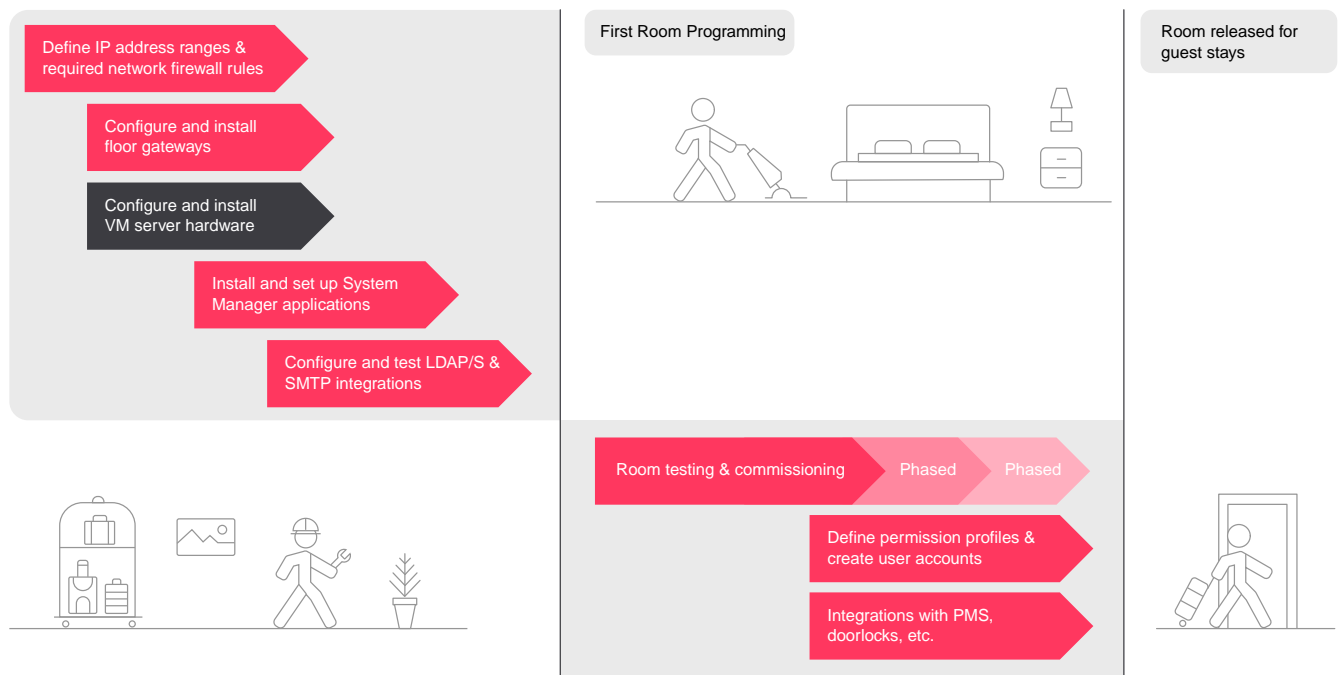 Define IP address ranges &
required network firewall rules
Configure and install
floor gateways
Configure and install
VM server hardware
Install and set up System
Manager applications
Configure and test LDAP/S &
SMTP integrations
First Room Programming
Room testing & commissioning
Phased
Phased
Define permission profiles &
create user accounts
Integrations with PMS,
doorlocks, etc.
Room released for
guest stays